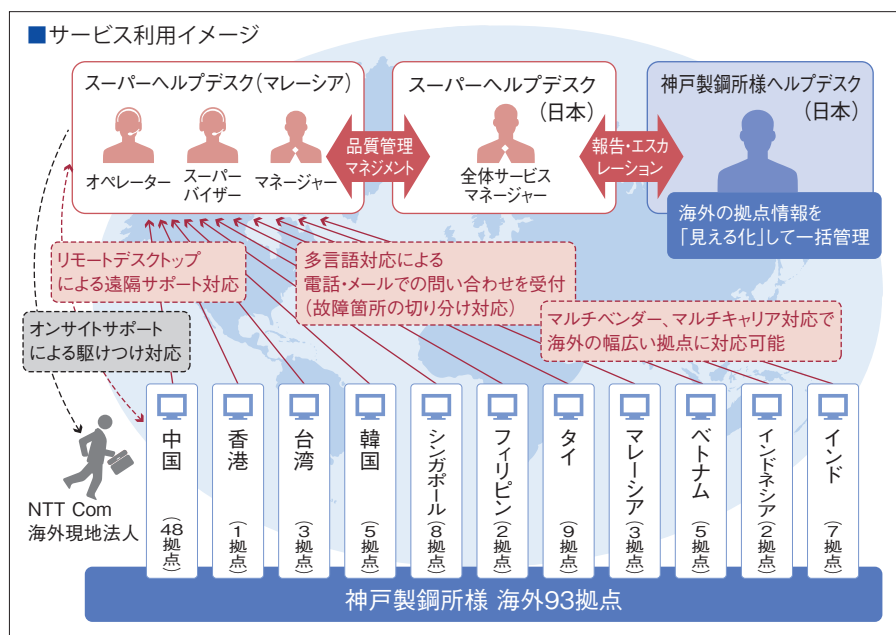 ■サービス利用イメージ
スーパーヘルプデスク(マレーシア)
オペレーター
スーパー
バイザー
マネージャー
品質管理
マネジメント
スーパーヘルプデスク
(日本)
全体サービス
マネージャー
報告・エスカ
レーション
神戸製鋼所様ヘルプデスク
(日本)
海外の拠点情報を
「見える化」して一括管理
リモートデスクトップ
による遠隔サポート対応
多言語対応による
電話・メールでの問い合わせを受付
(故障箇所の切り分け対応)
オンサイトサポート
による駆けつけ対応
マルチベンダー、マルチキャリア対応で
海外の幅広い拠点に対応可能
NTT Com
海外現地法人
中国(48拠点)
香港(1拠点)
台湾(3拠点)
韓国(5拠点)
シンガポール(8拠点)
フィリピン(2拠点)
タイ(9拠点)
マレーシア(3拠点)
ベトナム(5拠点)
インドネシア(2拠点)
インド(7拠点)
神戸製鋼所様 海外93拠点